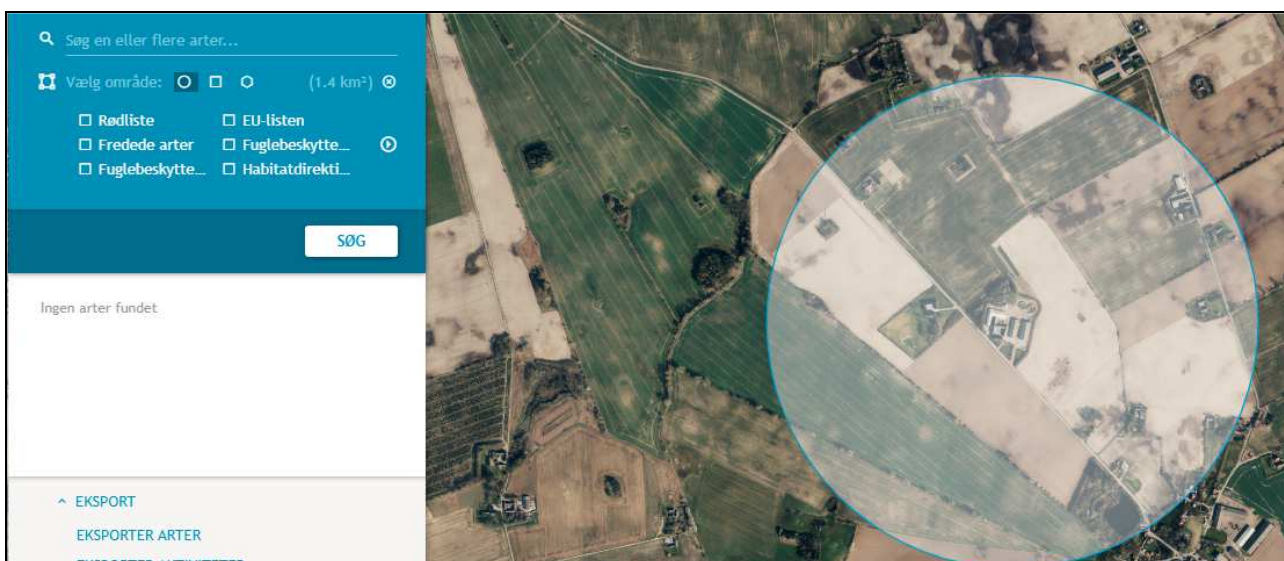 Søg en eller flere arter...
Vælg område: (1.4 km²)
Rødliste EU-listen
Fredede arter Fuglebeskytte...
Fuglebeskytte... Habitatdirekti...
SØG
Ingen arter fundet
EKSPORT
EKSPORTER ARTER